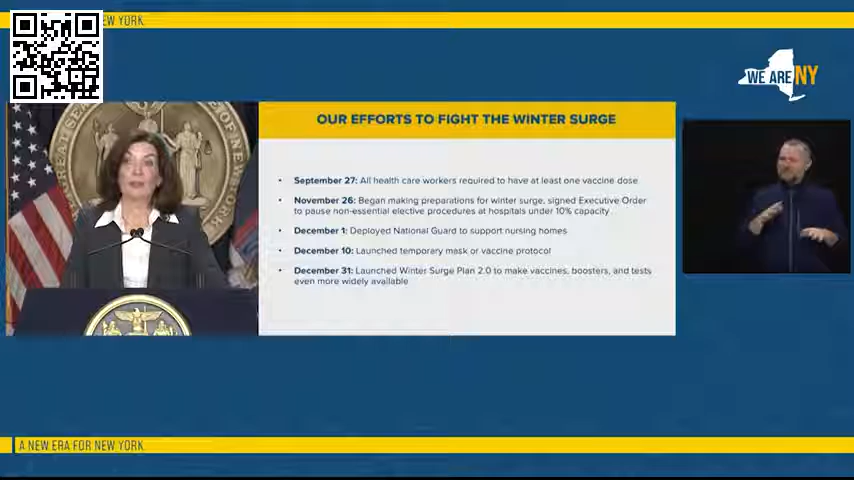 EW YORK
WE ARE NY
OUR EFFORTS TO FIGHT THE WINTER SURGE
• September 27: All health care workers required to have at least one vaccine dose
• November 26: Began making preparations for winter surge, signed Executive Order
to pause non-essential elective procedures at hospitals under 10% capacity
• December 1: Deployed National Guard to support nursing homes
• December 10: Launched temporary mask or vaccine protocol
• December 31: Launched Winter Surge Plan 2.0 to make vaccines, boosters, and tests
even more widely available
A NEW ERA FOR NEW YORK